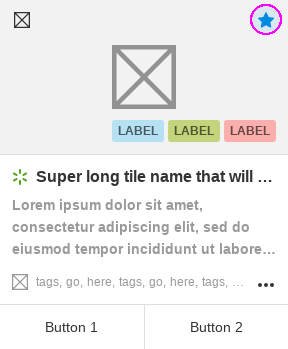 LABEL LABEL LABEL
Super long tile name that will …
Lorem ipsum dolor sit amet,
consectetur adipiscing elit, sed do
eiusmod tempor incididunt ut labore…
tags, go, here, tags, go, here, tags, …
Button 1 Button 2